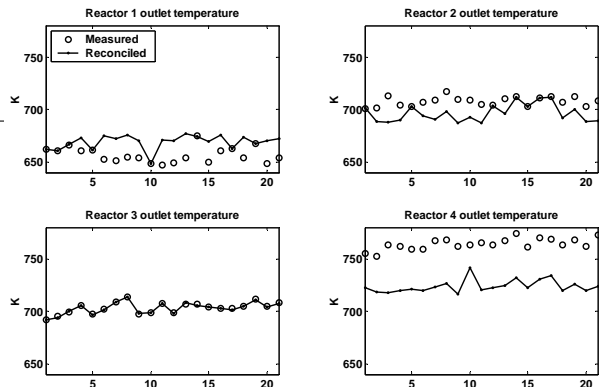 Reactor 1 outlet temperature
750
700
650
K
5
10
15
20
Measured
Reconciled
Reactor 2 outlet temperature
750
700
650
K
5
10
15
20
Reactor 3 outlet temperature
750
700
650
K
5
10
15
20
Reactor 4 outlet temperature
750
700
650
K
5
10
15
20